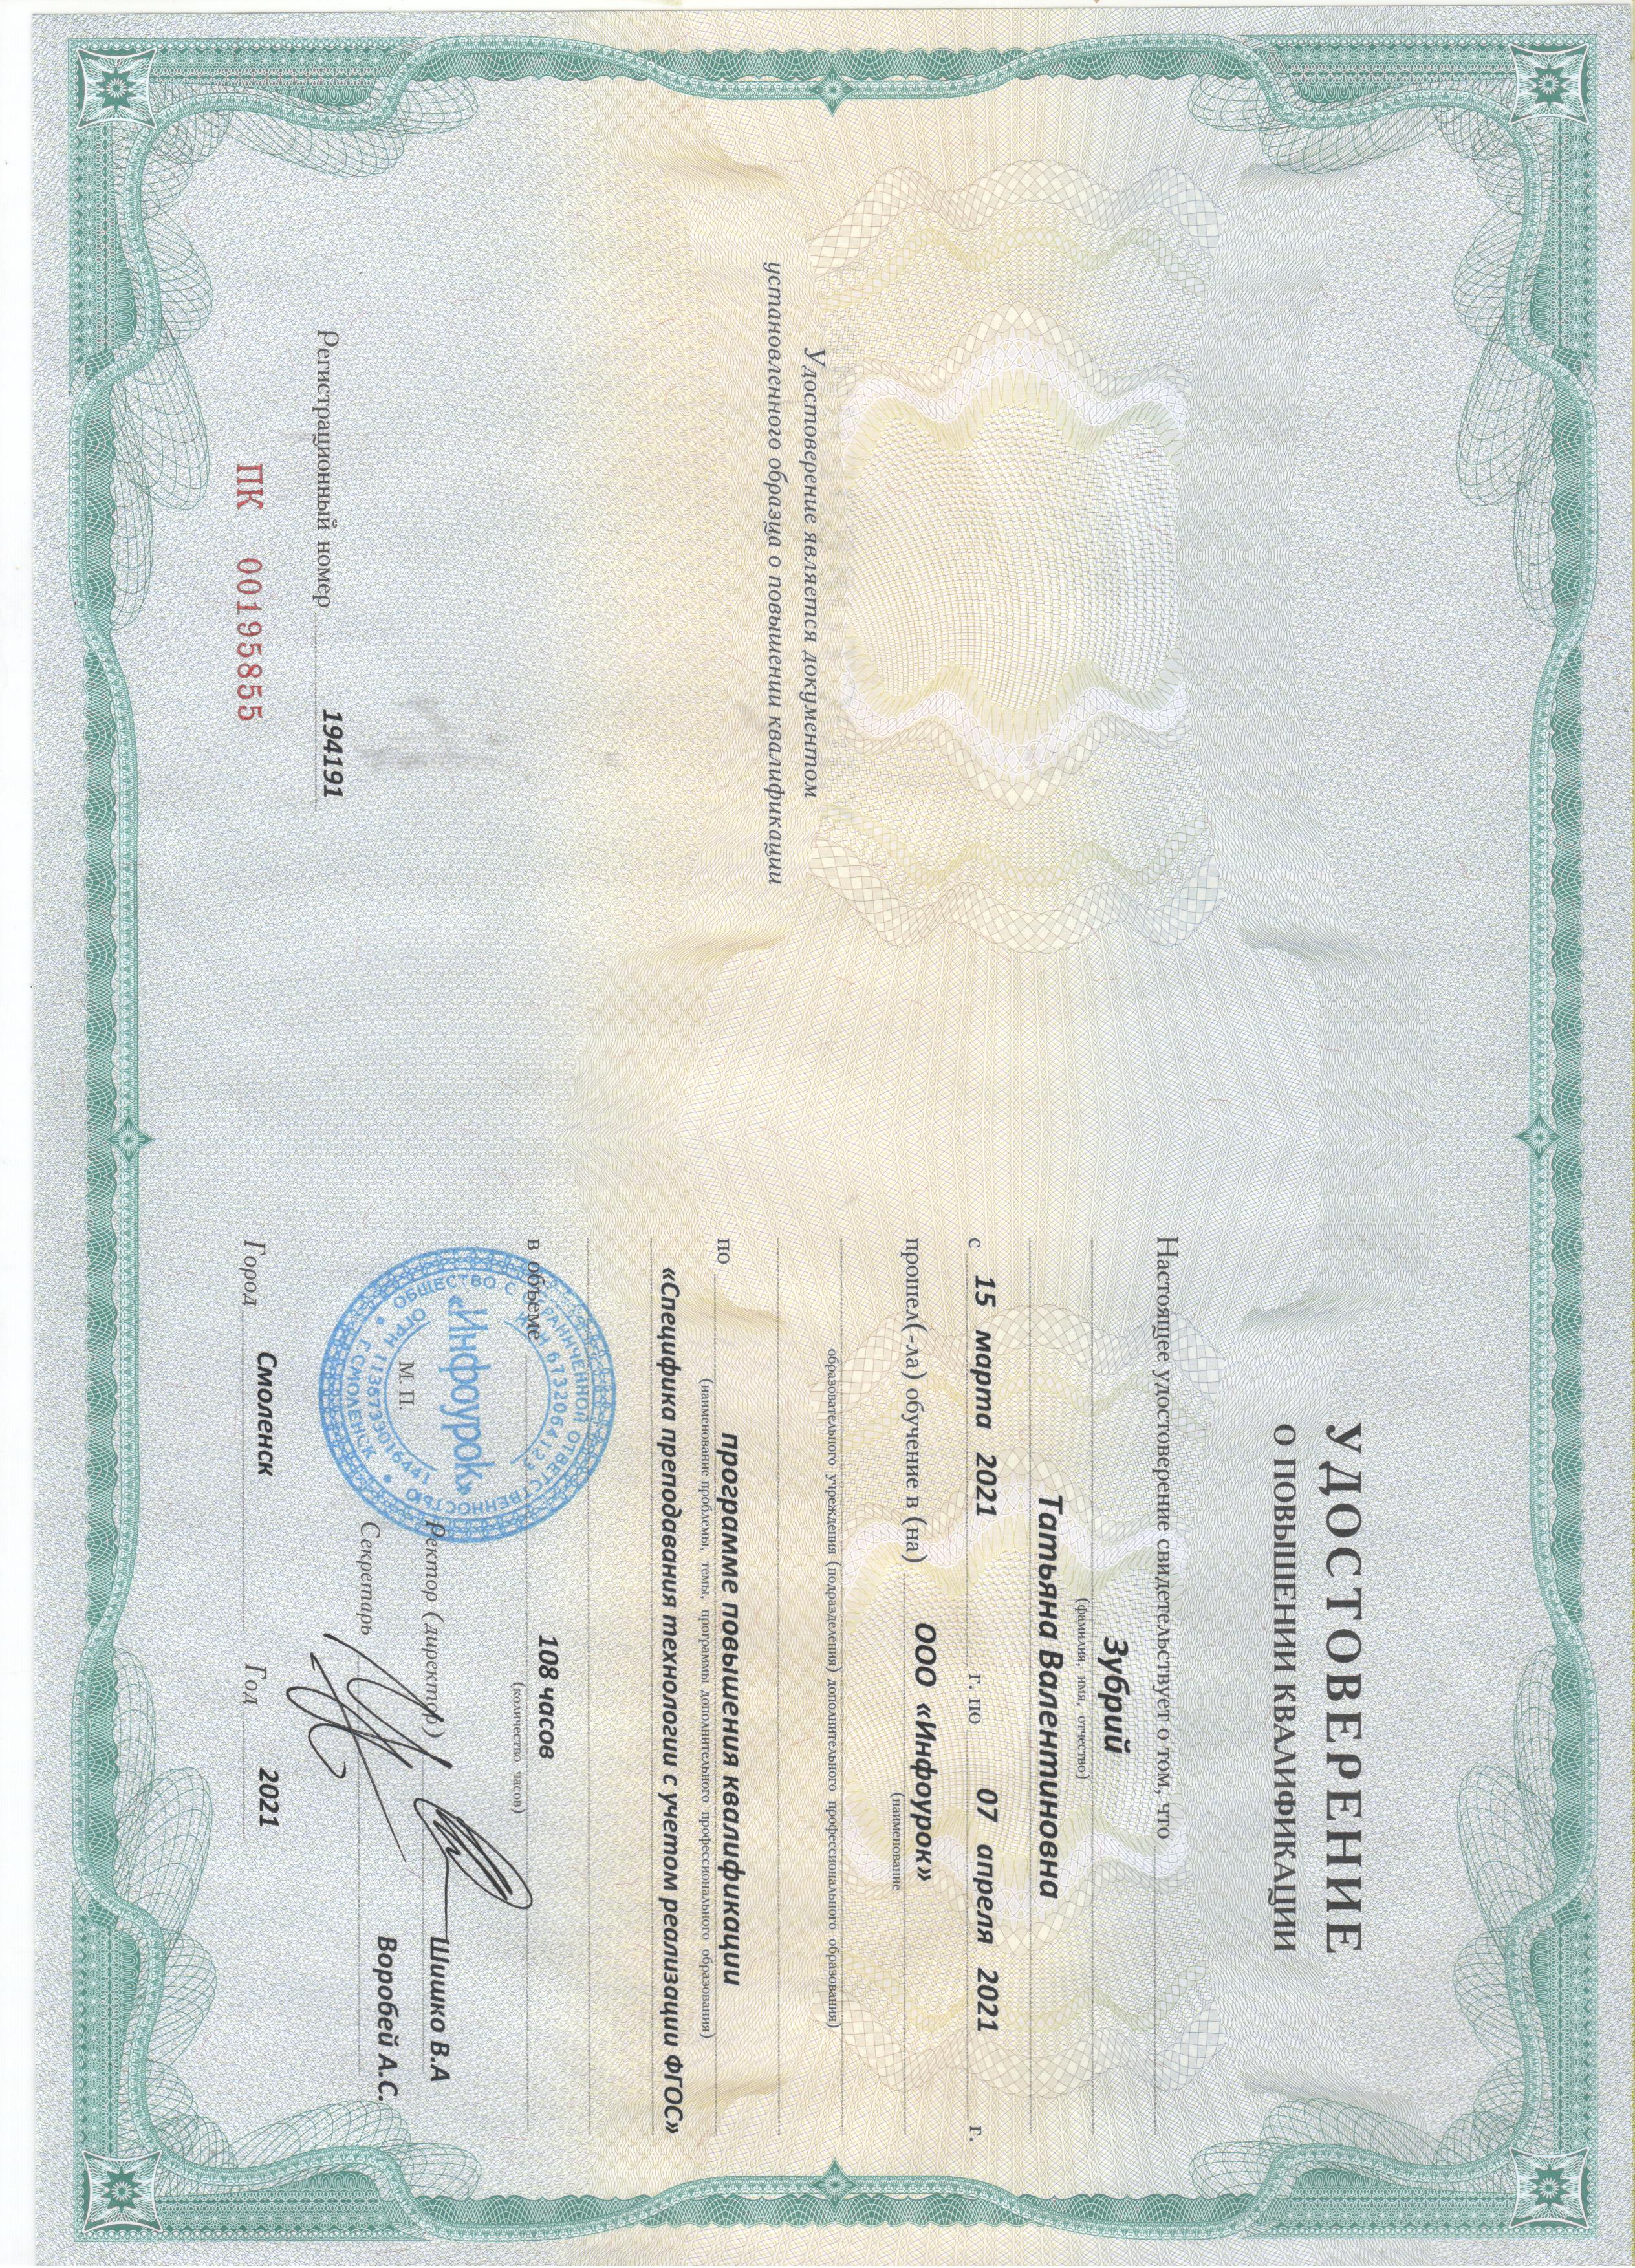 Удостоверение является документом
установленного образца о повышении квалификации
Регистрационный номер 194191
ПК 00195855
УДОСТОВЕРЕНИЕ
О ПОВЫШЕНИИ КВАЛИФИКАЦИИ
Настоящее удостоверение свидетельствует о том, что
Зубрий
(фамилия, имя, отчество)
Татьяна Валентиновна
с 15 марта 2021 г. по 07 апреля 2021 г.
прошел(-ла) обучение в (на) ООО «Инфоурок»
(наименование
образовательного учреждения (подразделения) дополнительного профессионального образования)
по программе повышения квалификации
(наименование проблемы, темы, программы дополнительного профессионального образования)
«Специфика преподавания технологии с учетом реализации ФГОС»
в объеме 108 часов
(количество часов)
ОБЩЕСТВО С ОГРАНИЧЕННОЙ ОТВЕТСТВЕННОСТЬЮ
ИНН 6732064123
«Инфоурок»
М. П.
ОГРН 1136733016441
Г. СМОЛЕНСК
Ректор (директор) Шишко В.А
Секретарь Воробей А.С.
Город Смоленск Год 2021